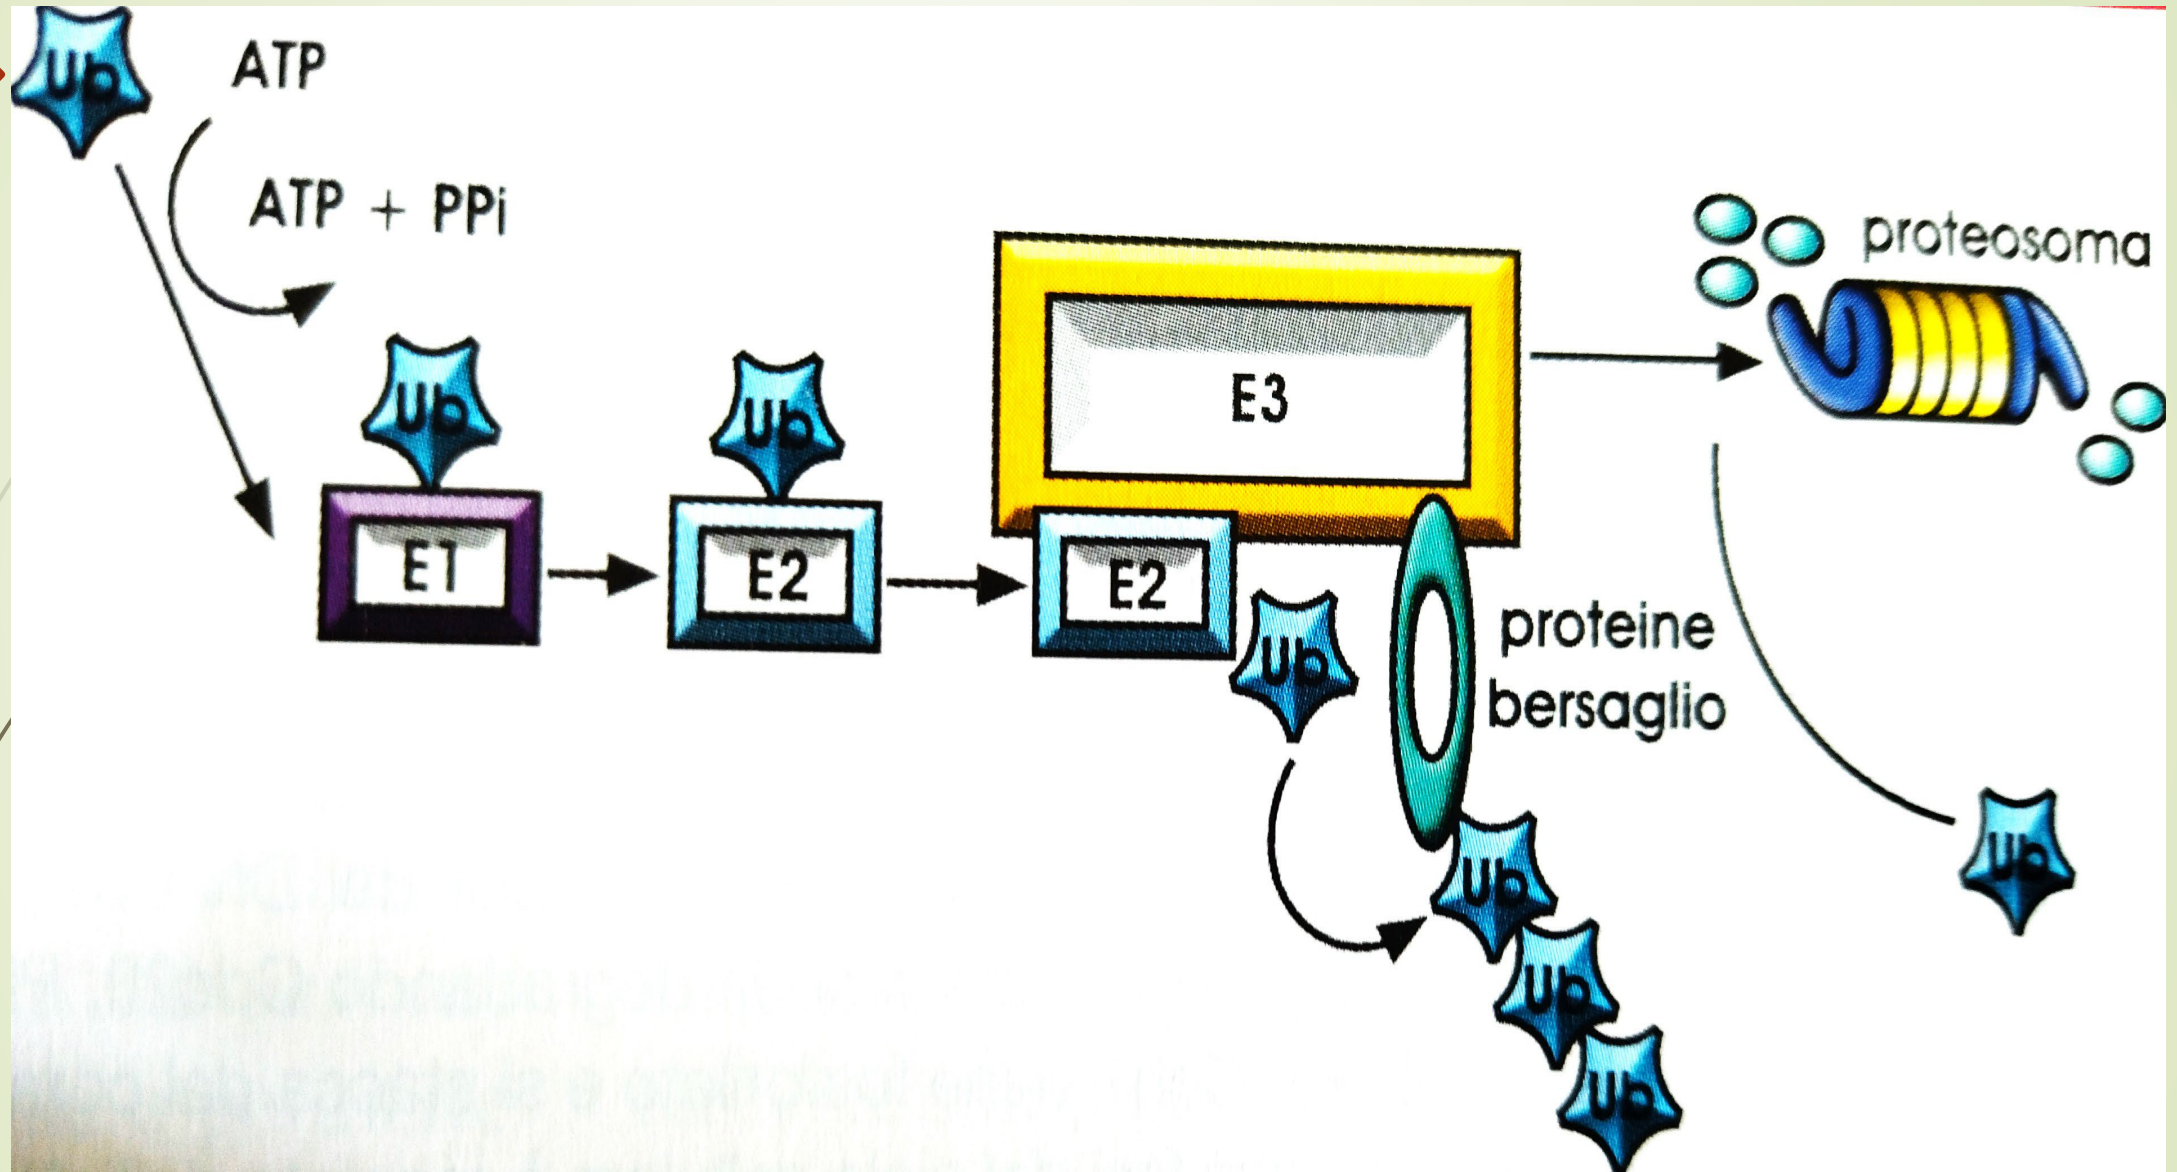 Ub
ATP
ATP + PPi
Ub
Ub
E1
E2
E3
E2
Ub
proteine
bersaglio
Ub
Ub
Ub
proteosoma
Ub